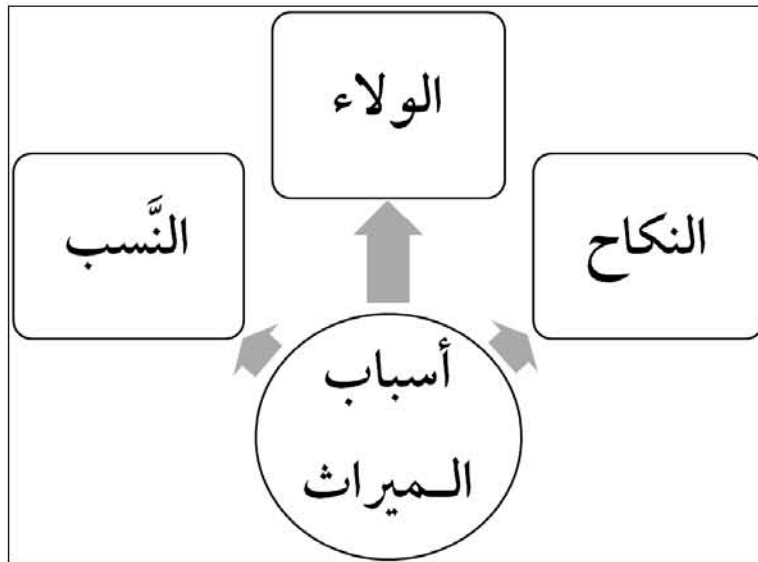 الولاء
النكاح
النَّسب
أسباب
الـميراث